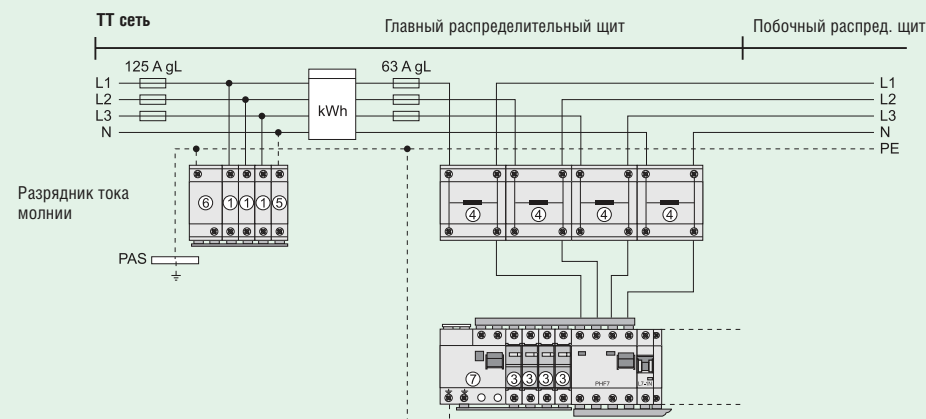 TT сеть
Главный распределительный щит
Побочный распред. щит
125 A gL
63 A gL
L1
L2
L3
N
kWh
L1
L2
L3
N
PE
Разрядник тока
молнии
6 1 1 1 5
4 4 4 4
PAS
7 3 3 3 3
PHF7
L7-1N